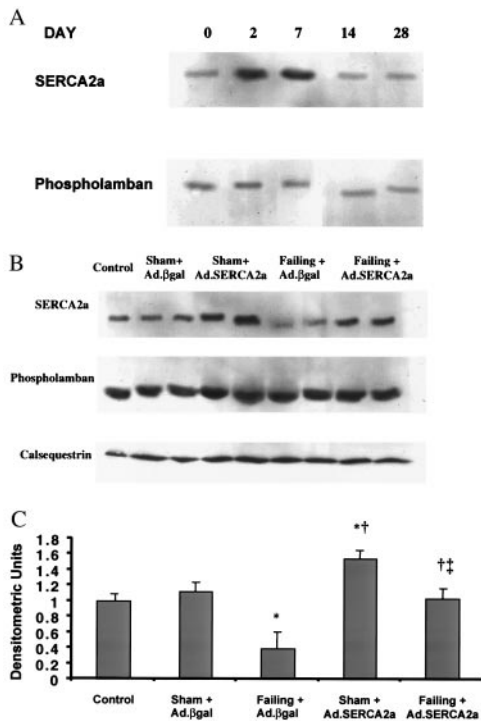 A
DAY 0 2 7 14 28
SERCA2a
Phospholamban
B
Control Sham+ Ad.βgal Sham+ Ad.SERCA2a Failing + Ad.βgal Failing + Ad.SERCA2a
SERCA2a
Phospholamban
Calsequestrin
C
Densitometric Units
1.8
1.6
1.4
1.2
1
0.8
0.6
0.4
0.2
0
*
*†
†‡
Control Sham + Ad.βgal Failing + Ad.βgal Sham + Ad.SERCA2a Failing + Ad.SERCA2a